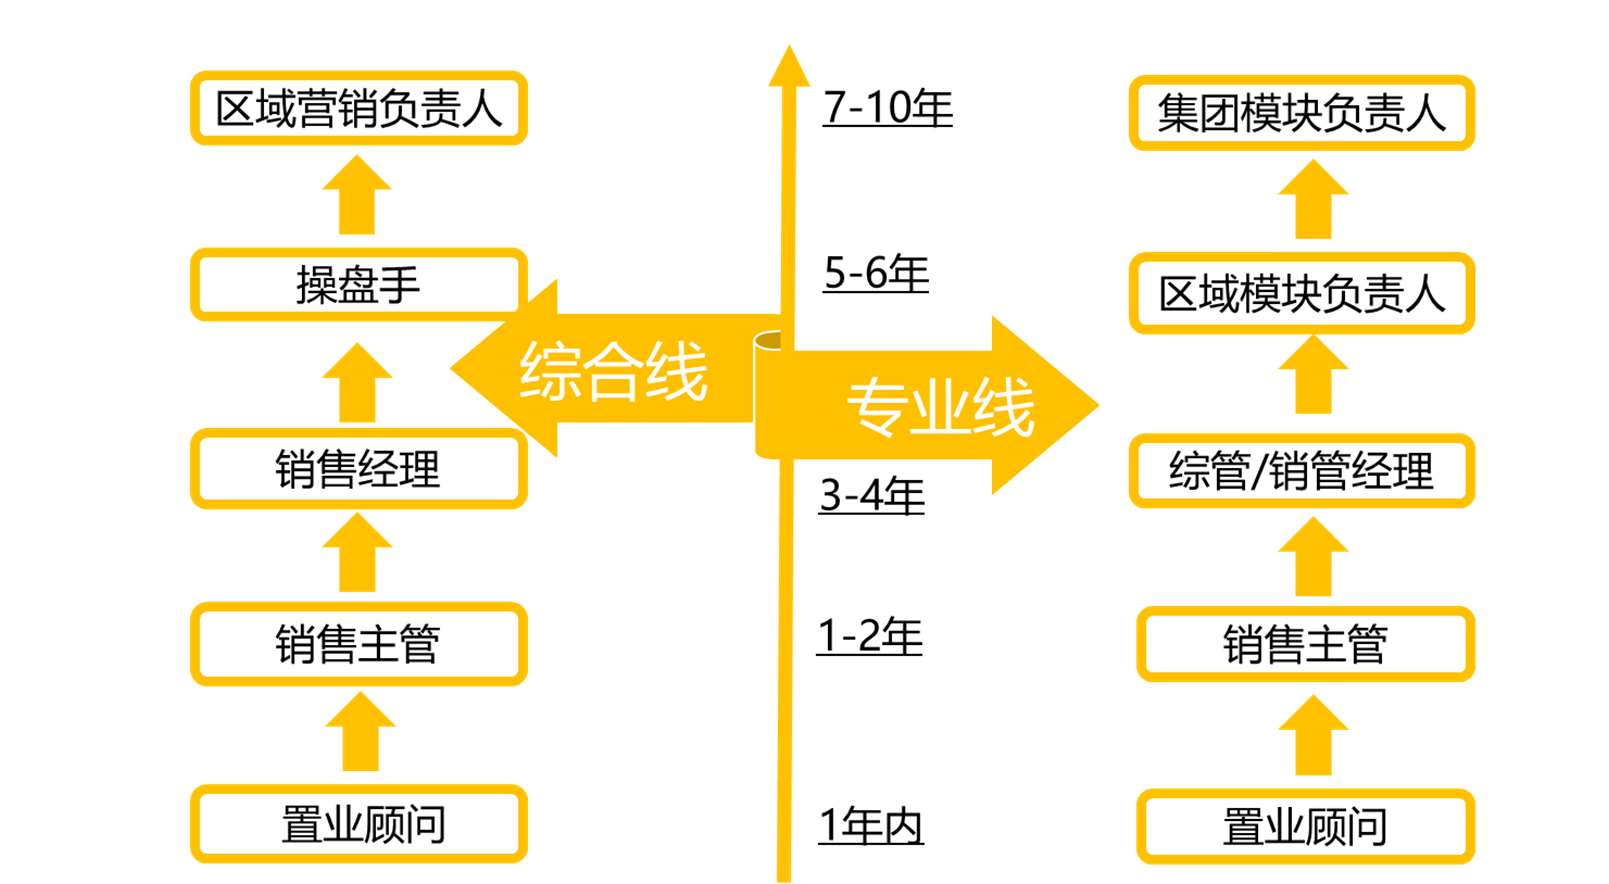 区域营销负责人
7-10年
集团模块负责人
操盘手
5-6年
区域模块负责人
综合线
专业线
销售经理
3-4年
综管/销管经理
销售主管
1-2年
销售主管
置业顾问
1年内
置业顾问